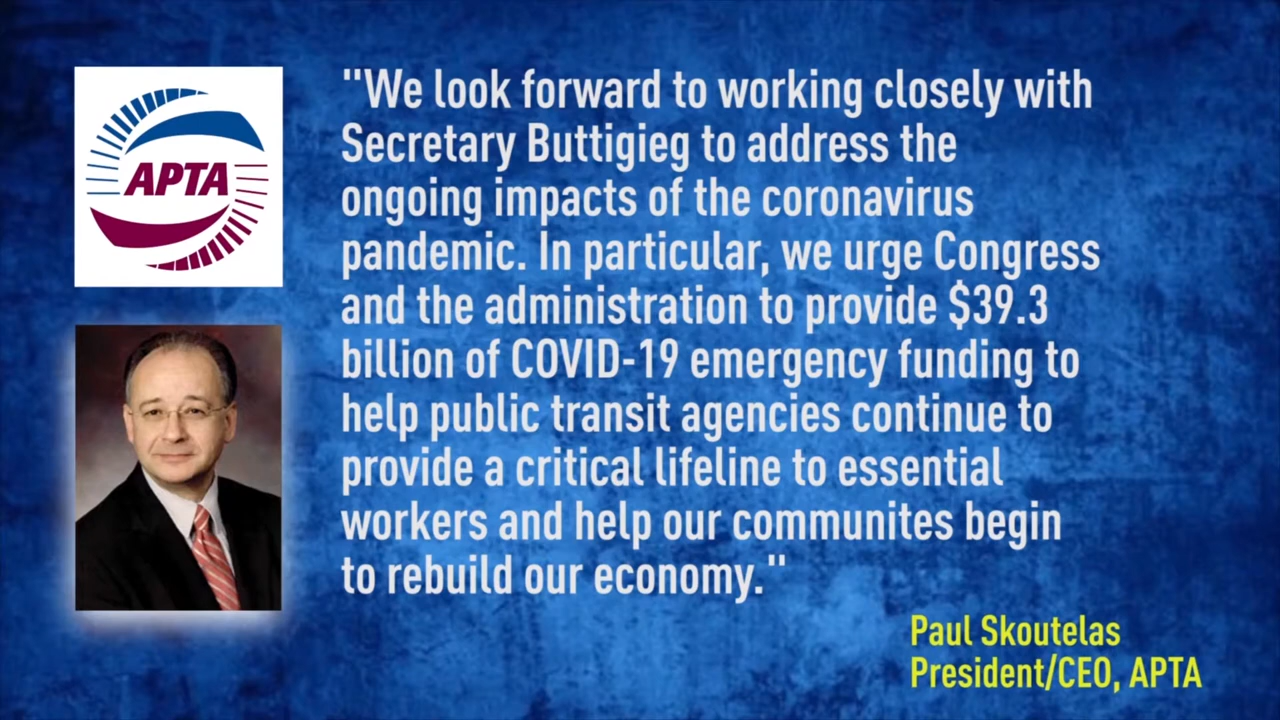 APTA
"We look forward to working closely with
Secretary Buttigieg to address the
ongoing impacts of the coronavirus
pandemic. In particular, we urge Congress
and the administration to provide $39.3
billion of COVID-19 emergency funding to
help public transit agencies continue to
provide a critical lifeline to essential
workers and help our communites begin
to rebuild our economy."
Paul Skoutelas
President/CEO, APTA